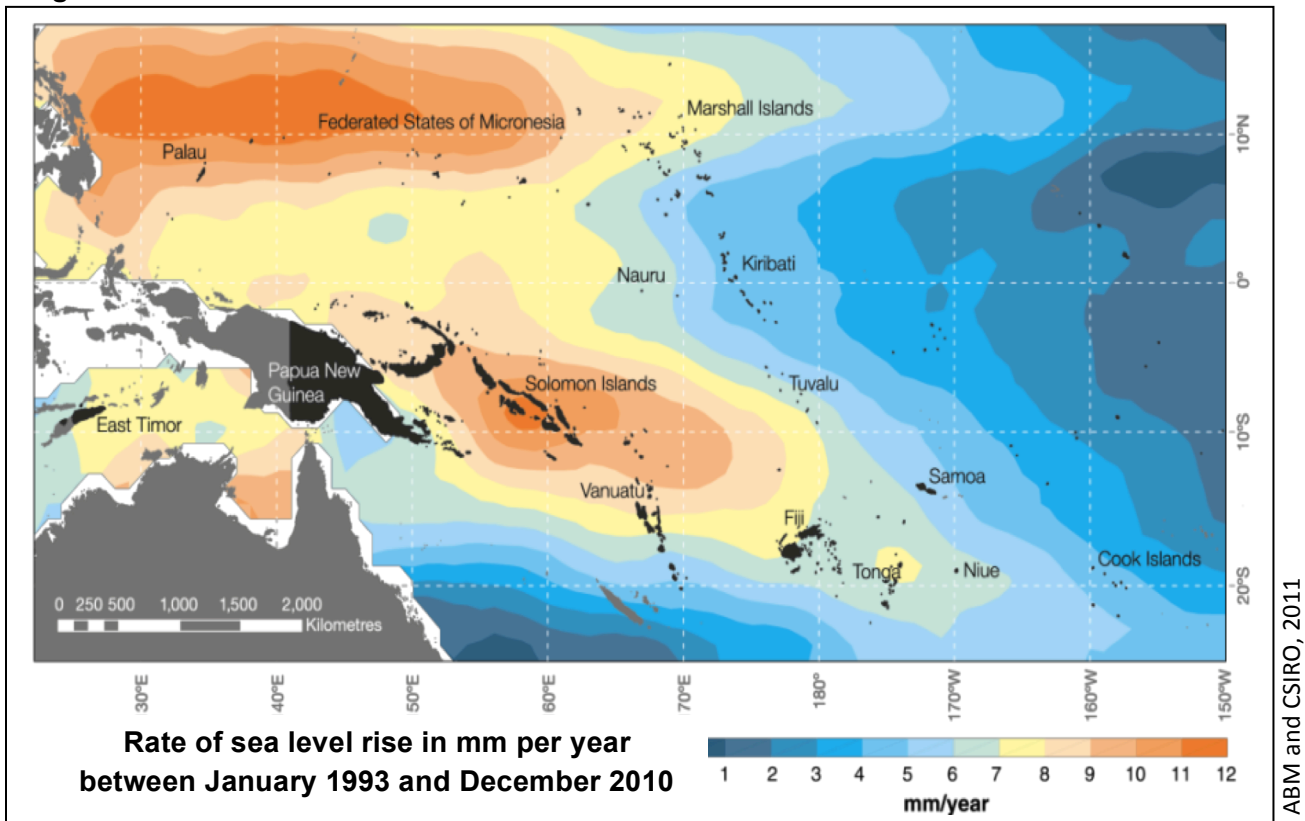 Marshall Islands
Federated States of Micronesia
10°N
Palau
Kiribati
Nauru
0°
Papua New
Guinea
Solomon Islands
Tuvalu
East Timor
10°S
Samoa
Vanuatu
Fiji
Cook Islands
Tonga
Niue
20°S
0 250 500 1,000 1,500 2,000
Kilometres
30°E 40°E 50°E 60°E 70°E 180° 170°W 160°W 150°W
Rate of sea level rise in mm per year
between January 1993 and December 2010
1 2 3 4 5 6 7 8 9 10 11 12
mm/year
ABM and CSIRO, 2011